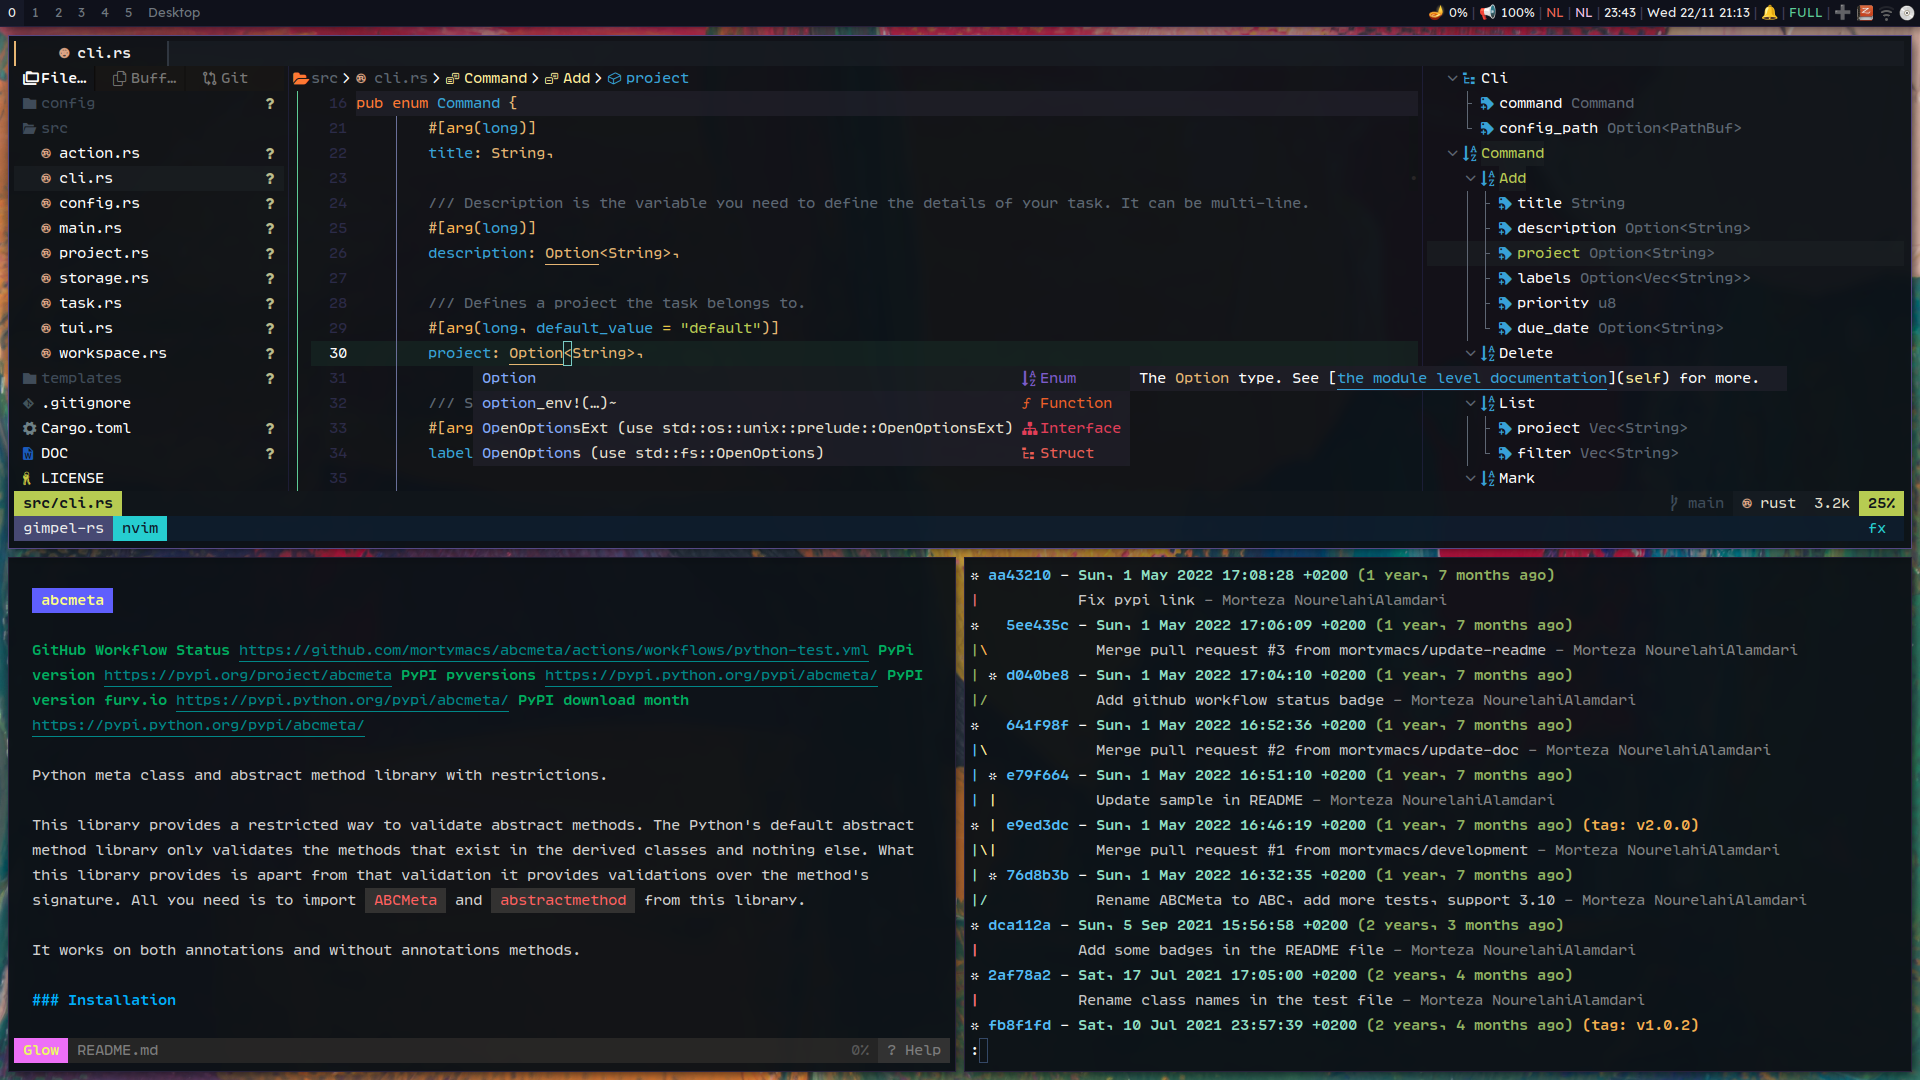 0 1 2 3 4 5 Desktop
0% | 100% | NL | NL | 23:43 | Wed 22/11 21:13 | FULL |
cli.rs
File… Buff… Git
config ?
src
action.rs ?
cli.rs ?
config.rs ?
main.rs ?
project.rs ?
storage.rs ?
task.rs ?
tui.rs ?
workspace.rs ?
templates ?
.gitignore
Cargo.toml ?
DOC ?
LICENSE
src > cli.rs > Command > Add > project
16 pub enum Command {
21 #[arg(long)]
22 title: String,
23
24 /// Description is the variable you need to define the details of your task. It can be multi-line.
25 #[arg(long)]
26 description: Option<String>,
27
28 /// Defines a project the task belongs to.
29 #[arg(long, default_value = "default")]
30 project: Option<String>,
31
32 /// S
33 #[arg
34 label
35
Option Enum
option_env!(…)~ Function
OpenOptionsExt (use std::os::unix::prelude::OpenOptionsExt) Interface
OpenOptions (use std::fs::OpenOptions) Struct
The Option type. See [the module level documentation](self) for more.
Cli
command Command
config_path Option<PathBuf>
Command
Add
title String
description Option<String>
project Option<String>
labels Option<Vec<String>>
priority u8
due_date Option<String>
Delete
List
project Vec<String>
filter Vec<String>
Mark
src/cli.rs main rust 3.2k 25%
gimpel-rs nvim fx
abcmeta
GitHub Workflow Status https://github.com/mortymacs/abcmeta/actions/workflows/python-test.yml PyPi
version https://pypi.org/project/abcmeta PyPI pyversions https://pypi.python.org/pypi/abcmeta/ PyPI
version fury.io https://pypi.python.org/pypi/abcmeta/ PyPI download month
https://pypi.python.org/pypi/abcmeta/
Python meta class and abstract method library with restrictions.
This library provides a restricted way to validate abstract methods. The Python's default abstract
method library only validates the methods that exist in the derived classes and nothing else. What
this library provides is apart from that validation it provides validations over the method's
signature. All you need is to import ABCMeta and abstractmethod from this library.
It works on both annotations and without annotations methods.
### Installation
Glow README.md 0% ? Help
* aa43210 - Sun, 1 May 2022 17:08:28 +0200 (1 year, 7 months ago)
| Fix pypi link - Morteza NourelahiAlamdari
* 5ee435c - Sun, 1 May 2022 17:06:09 +0200 (1 year, 7 months ago)
|\ Merge pull request #3 from mortymacs/update-readme - Morteza NourelahiAlamdari
| * d040be8 - Sun, 1 May 2022 17:04:10 +0200 (1 year, 7 months ago)
|/ Add github workflow status badge - Morteza NourelahiAlamdari
* 641f98f - Sun, 1 May 2022 16:52:36 +0200 (1 year, 7 months ago)
|\ Merge pull request #2 from mortymacs/update-doc - Morteza NourelahiAlamdari
| * e79f664 - Sun, 1 May 2022 16:51:10 +0200 (1 year, 7 months ago)
| | Update sample in README - Morteza NourelahiAlamdari
* | e9ed3dc - Sun, 1 May 2022 16:46:19 +0200 (1 year, 7 months ago) (tag: v2.0.0)
|\| Merge pull request #1 from mortymacs/development - Morteza NourelahiAlamdari
| * 76d8b3b - Sun, 1 May 2022 16:32:35 +0200 (1 year, 7 months ago)
|/ Rename ABCMeta to ABC, add more tests, support 3.10 - Morteza NourelahiAlamdari
* dca112a - Sun, 5 Sep 2021 15:56:58 +0200 (2 years, 3 months ago)
| Add some badges in the README file - Morteza NourelahiAlamdari
* 2af78a2 - Sat, 17 Jul 2021 17:05:00 +0200 (2 years, 4 months ago)
| Rename class names in the test file - Morteza NourelahiAlamdari
* fb8f1fd - Sat, 10 Jul 2021 23:57:39 +0200 (2 years, 4 months ago) (tag: v1.0.2)
: